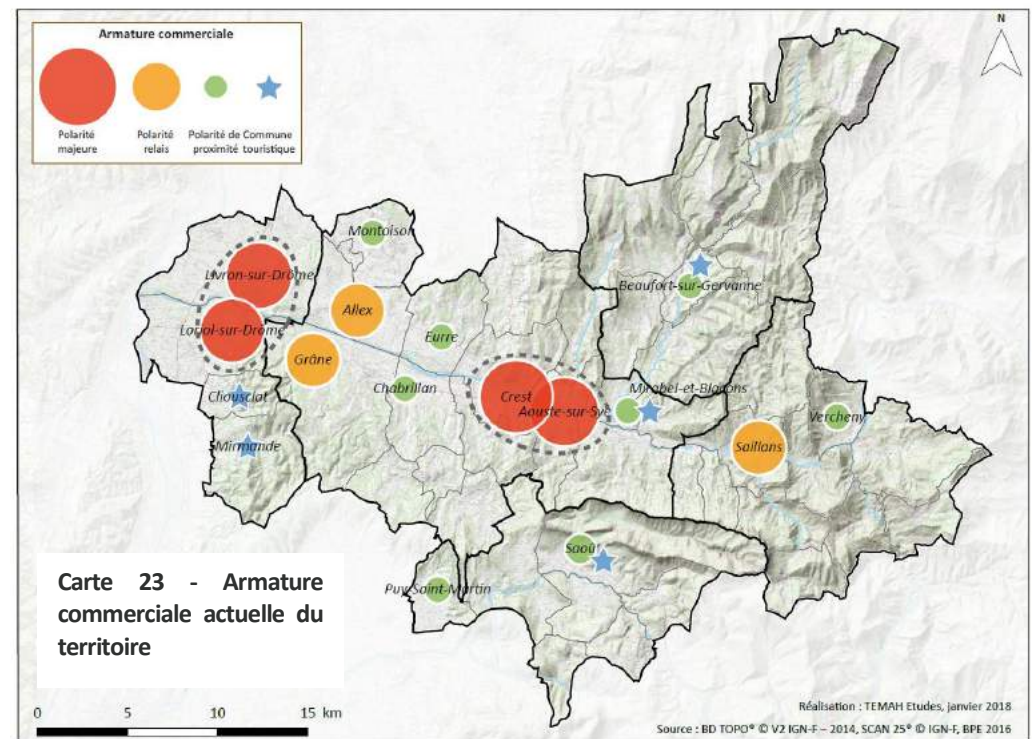 Armature commerciale
Polarité majeure
Polarité relais
Polarité de proximité
Commune touristique
N
Montoison
Livron-sur-Drôme
Beaufort-sur-Gervanne
Allex
Loriol-sur-Drôme
Eurre
Grâne
Chabrillan
Mirabel-et-Blacons
Cliousclat
Crest
Aouste-sur-Sye
Vercheny
Mirmande
Saillans
Saoû
Puy-Saint-Martin
Carte 23 - Armature
commerciale actuelle du
territoire
0 5 10 15 km
Réalisation : TEMAH Etudes, janvier 2018
Source : BD TOPO® © V2 IGN-F – 2014, SCAN 25® © IGN-F, BPE 2016